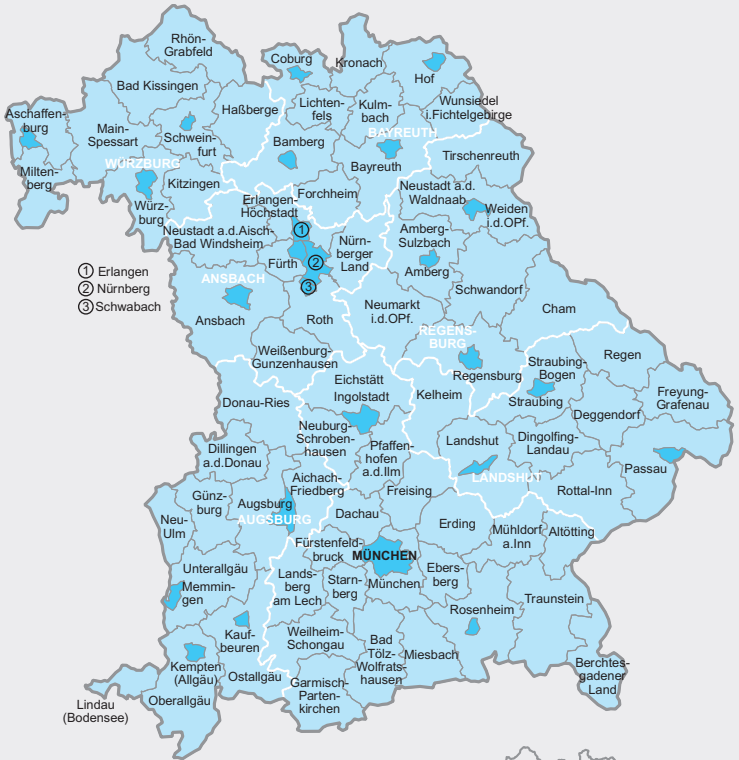 Rhön-
Grabfeld
Coburg
Kronach
Hof
Bad Kissingen
Haßberge
Lichten-
fels
Kulm-
bach
Wunsiedel
i.Fichtelgebirge
Aschaffen-
burg
Main-
Spessart
Schwein-
furt
Bamberg
BAYREUTH
Bayreuth
Tirschenreuth
Milten-
berg
WÜRZBURG
Würz-
burg
Kitzingen
Forchheim
Neustadt a.d.
Waldnaab
Weiden
i.d.OPf.
Erlangen-
Höchstadt
Neustadt a.d.Aisch-
Bad Windsheim
Fürth
1
2
3
Nürn-
berger
Land
Amberg-
Sulzbach
Amberg
Schwandorf
Cham
1 Erlangen
2 Nürnberg
3 Schwabach
ANSBACH
Ansbach
Roth
Neumarkt
i.d.OPf.
REGENS-
BURG
Regensburg
Weißenburg-
Gunzenhausen
Straubing-
Bogen
Straubing
Regen
Freyung-
Grafenau
Deggendorf
Eichstätt
Ingolstadt
Kelheim
Donau-Ries
Neuburg-
Schroben-
hausen
Pfaffen-
hofen
a.d.Ilm
Landshut
LANDSHUT
Dingolfing-
Landau
Passau
Rottal-Inn
Dillingen
a.d.Donau
Aichach-
Friedberg
Günz-
burg
Augsburg
AUGSBURG
Neu-
Ulm
Dachau
Freising
Erding
Mühldorf
a.Inn
Altötting
Fürstenfeld-
bruck
MÜNCHEN
München
Ebers-
berg
Unterallgäu
Memmin-
gen
Landsberg
am Lech
Starn-
berg
Rosenheim
Traunstein
Kauf-
beuren
Weilheim-
Schongau
Bad
Tölz-
Wolfrats-
hausen
Miesbach
Berchtes-
gadener
Land
Kempten
(Allgäu)
Ostallgäu
Garmisch-
Parten-
kirchen
Lindau
(Bodensee)
Oberallgäu